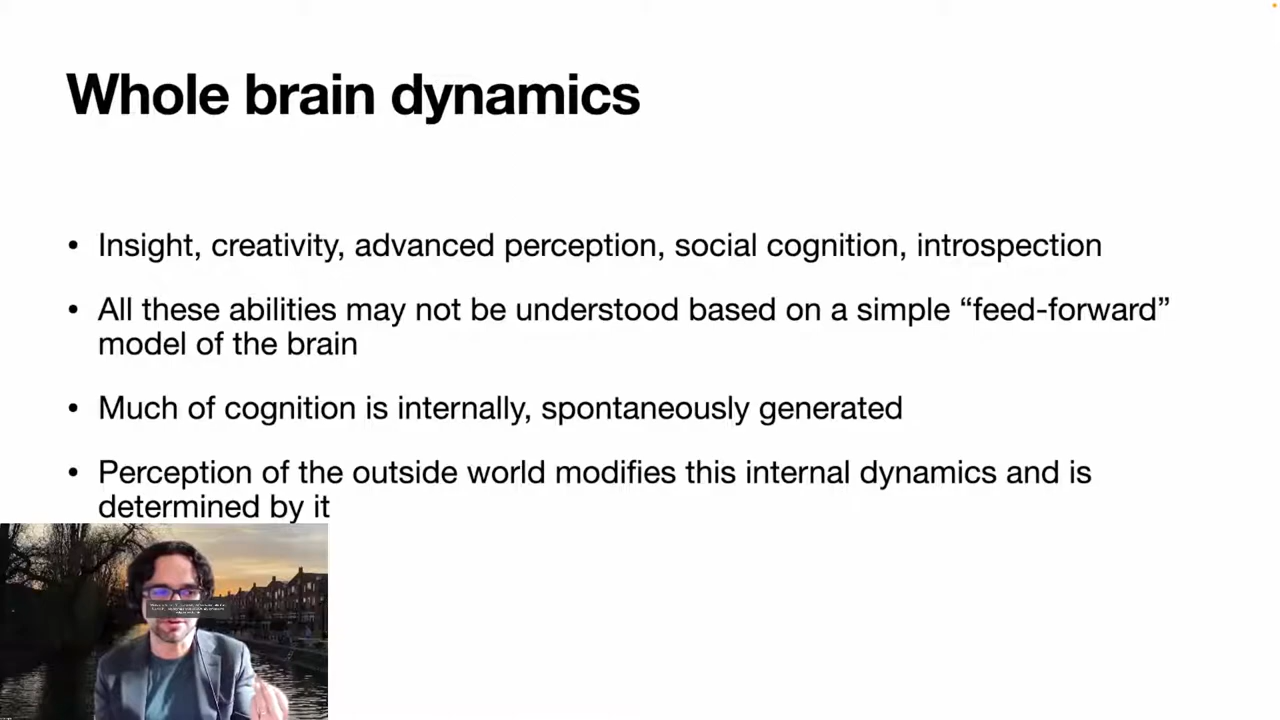 Whole brain dynamics
• Insight, creativity, advanced perception, social cognition, introspection
• All these abilities may not be understood based on a simple “feed-forward”
model of the brain
• Much of cognition is internally, spontaneously generated
• Perception of the outside world modifies this internal dynamics and is
determined by it